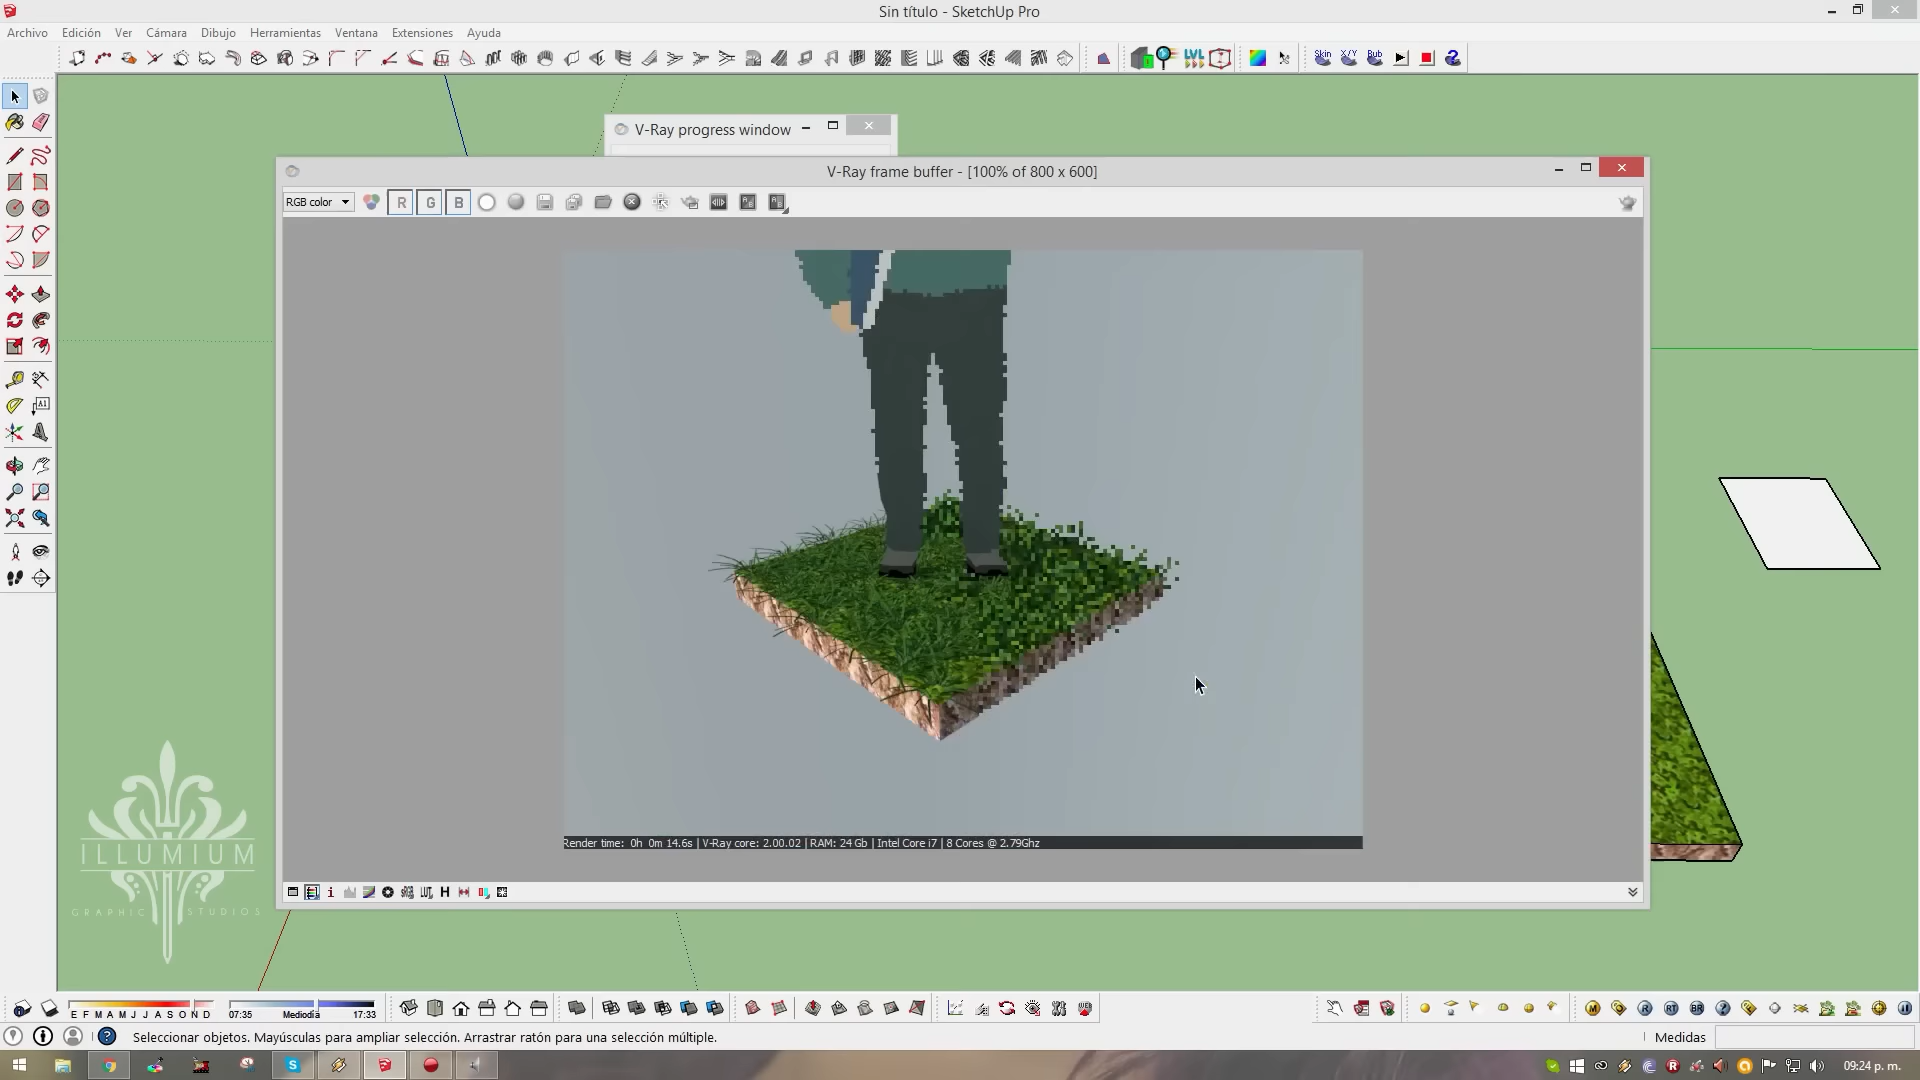 Sin título - SketchUp Pro
Archivo Edición Ver Cámara Dibujo Herramientas Ventana Extensiones Ayuda
Skin X/Y Bub
V-Ray progress window
V-Ray frame buffer - [100% of 800 x 600]
RGB color R G B
A1
Render time: 0h 0m 14.6s | V-Ray core: 2.00.02 | RAM: 24 Gb | Intel Core i7 | 8 Cores @ 2.79Ghz
ILLUMIUM
GRAPHIC STUDIOS
E F M A M J J A S O N D 07:35 Mediodía 17:33
Seleccionar objetos. Mayúsculas para ampliar selección. Arrastrar ratón para una selección múltiple.
Medidas
09:24 p. m.